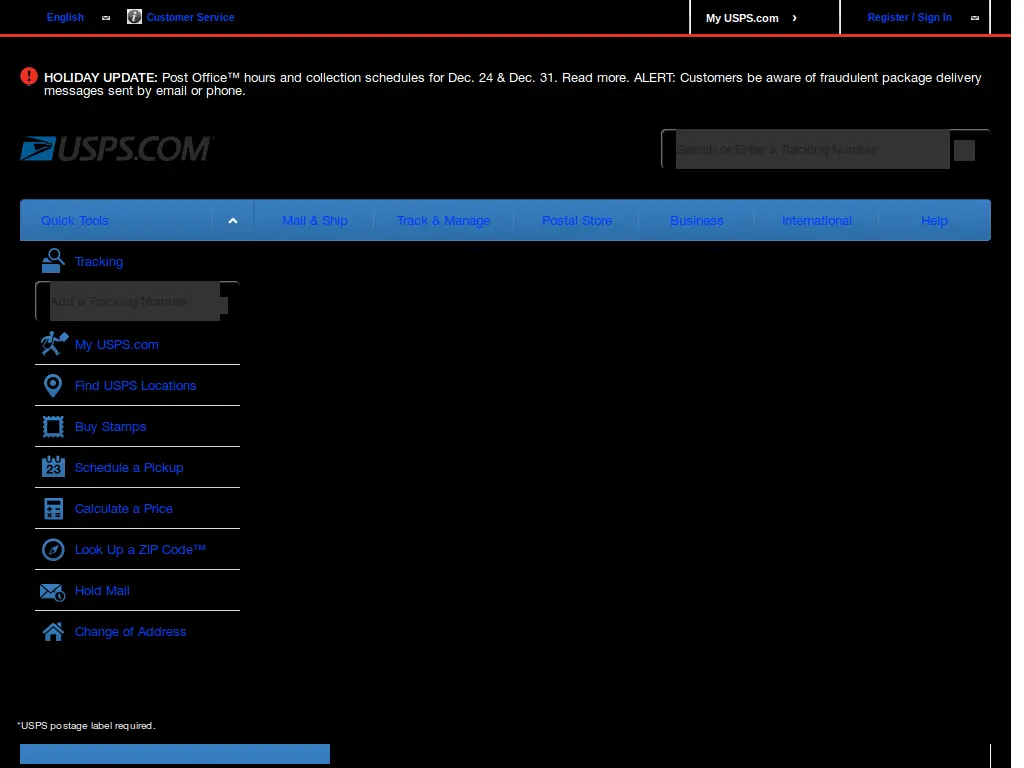 English
Customer Service
My USPS.com
Register / Sign In
HOLIDAY UPDATE: Post Office™ hours and collection schedules for Dec. 24 & Dec. 31. Read more. ALERT: Customers be aware of fraudulent package delivery
messages sent by email or phone.
USPS.COM
Search or Enter a Tracking Number
Quick Tools
Mail & Ship
Track & Manage
Postal Store
Business
International
Help
Tracking
Add a Tracking Number
My USPS.com
Find USPS Locations
Buy Stamps
23
Schedule a Pickup
Calculate a Price
Look Up a ZIP Code™
Hold Mail
Change of Address
*USPS postage label required.